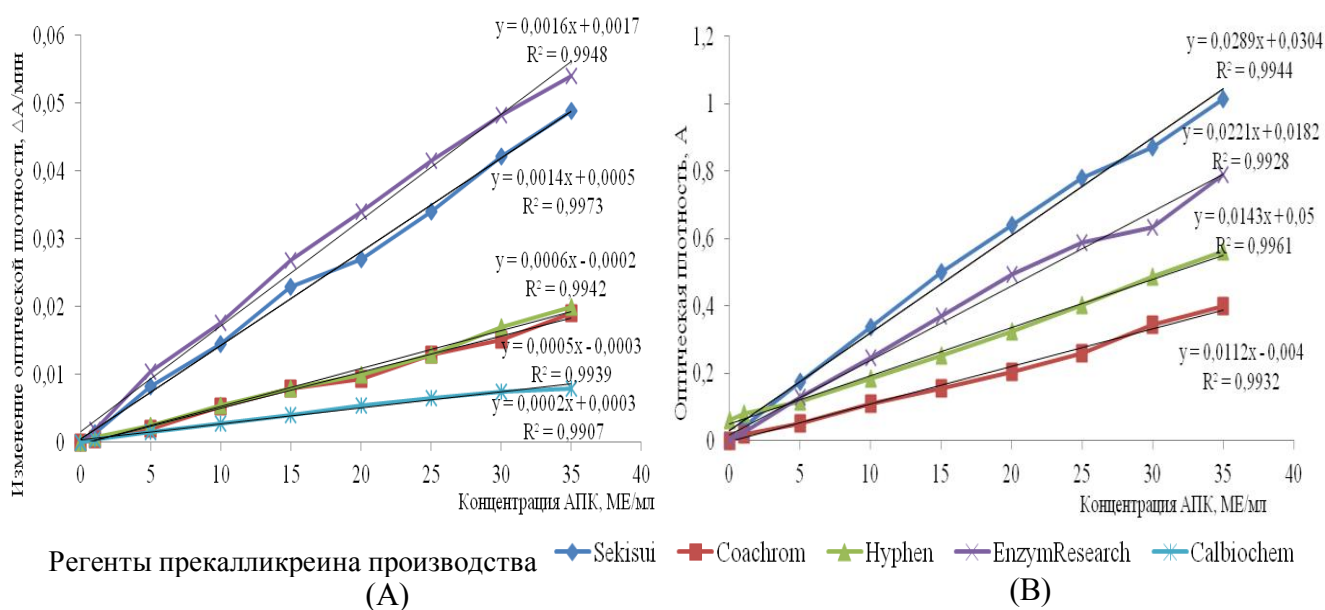 Изменение оптической плотности, △А/мин
0,06
0,05
0,04
0,03
0,02
0,01
0
y = 0,0016x + 0,0017
R² = 0,9948
y = 0,0014x + 0,0005
R² = 0,9973
y = 0,0006x - 0,0002
R² = 0,9942
y = 0,0005x - 0,0003
R² = 0,9939
y = 0,0002x + 0,0003
R² = 0,9907
0 5 10 15 20 25 30 35 40
Концентрация АПК, МЕ/мл
Оптическая плотность, А
1,2
1
0,8
0,6
0,4
0,2
0
y = 0,0289x + 0,0304
R² = 0,9944
y = 0,0221x + 0,0182
R² = 0,9928
y = 0,0143x + 0,05
R² = 0,9961
y = 0,0112x - 0,004
R² = 0,9932
0 5 10 15 20 25 30 35 40
Концентрация АПК, МЕ/мл
Регенты прекалликреина производства Sekisui Coachrom Hyphen EnzymResearch Calbiochem
(А) (В)